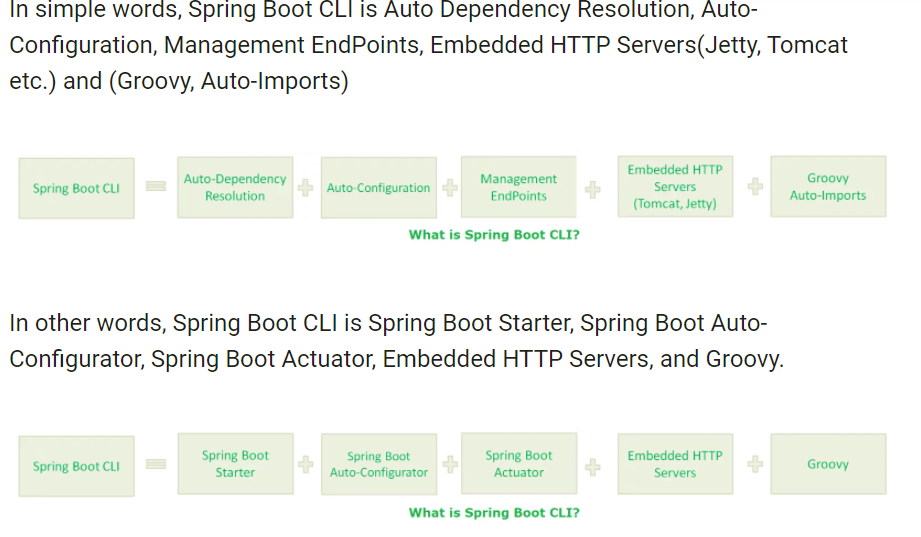 In simple words, Spring Boot CLI is Auto Dependency Resolution, Auto-
Configuration, Management EndPoints, Embedded HTTP Servers(Jetty, Tomcat
etc.) and (Groovy, Auto-Imports)
Spring Boot CLI
Auto-Dependency
Resolution
Auto-Configuration
Management
EndPoints
Embedded HTTP
Servers
(Tomcat, Jetty)
Groovy
Auto-Imports
What is Spring Boot CLI?
In other words, Spring Boot CLI is Spring Boot Starter, Spring Boot Auto-
Configurator, Spring Boot Actuator, Embedded HTTP Servers, and Groovy.
Spring Boot CLI
Spring Boot
Starter
Spring Boot
Auto-Configurator
Spring Boot
Actuator
Embedded HTTP
Servers
Groovy
What is Spring Boot CLI?